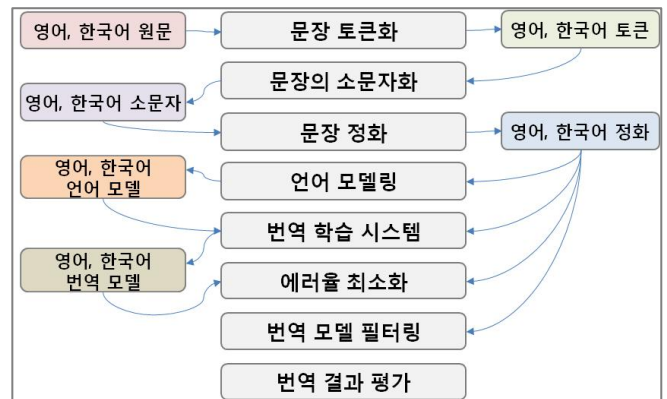 영어, 한국어 원문
문장 토큰화
영어, 한국어 토큰
문장의 소문자화
영어, 한국어 소문자
문장 정화
영어, 한국어 정화
영어, 한국어
언어 모델
언어 모델링
번역 학습 시스템
영어, 한국어
번역 모델
에러율 최소화
번역 모델 필터링
번역 결과 평가